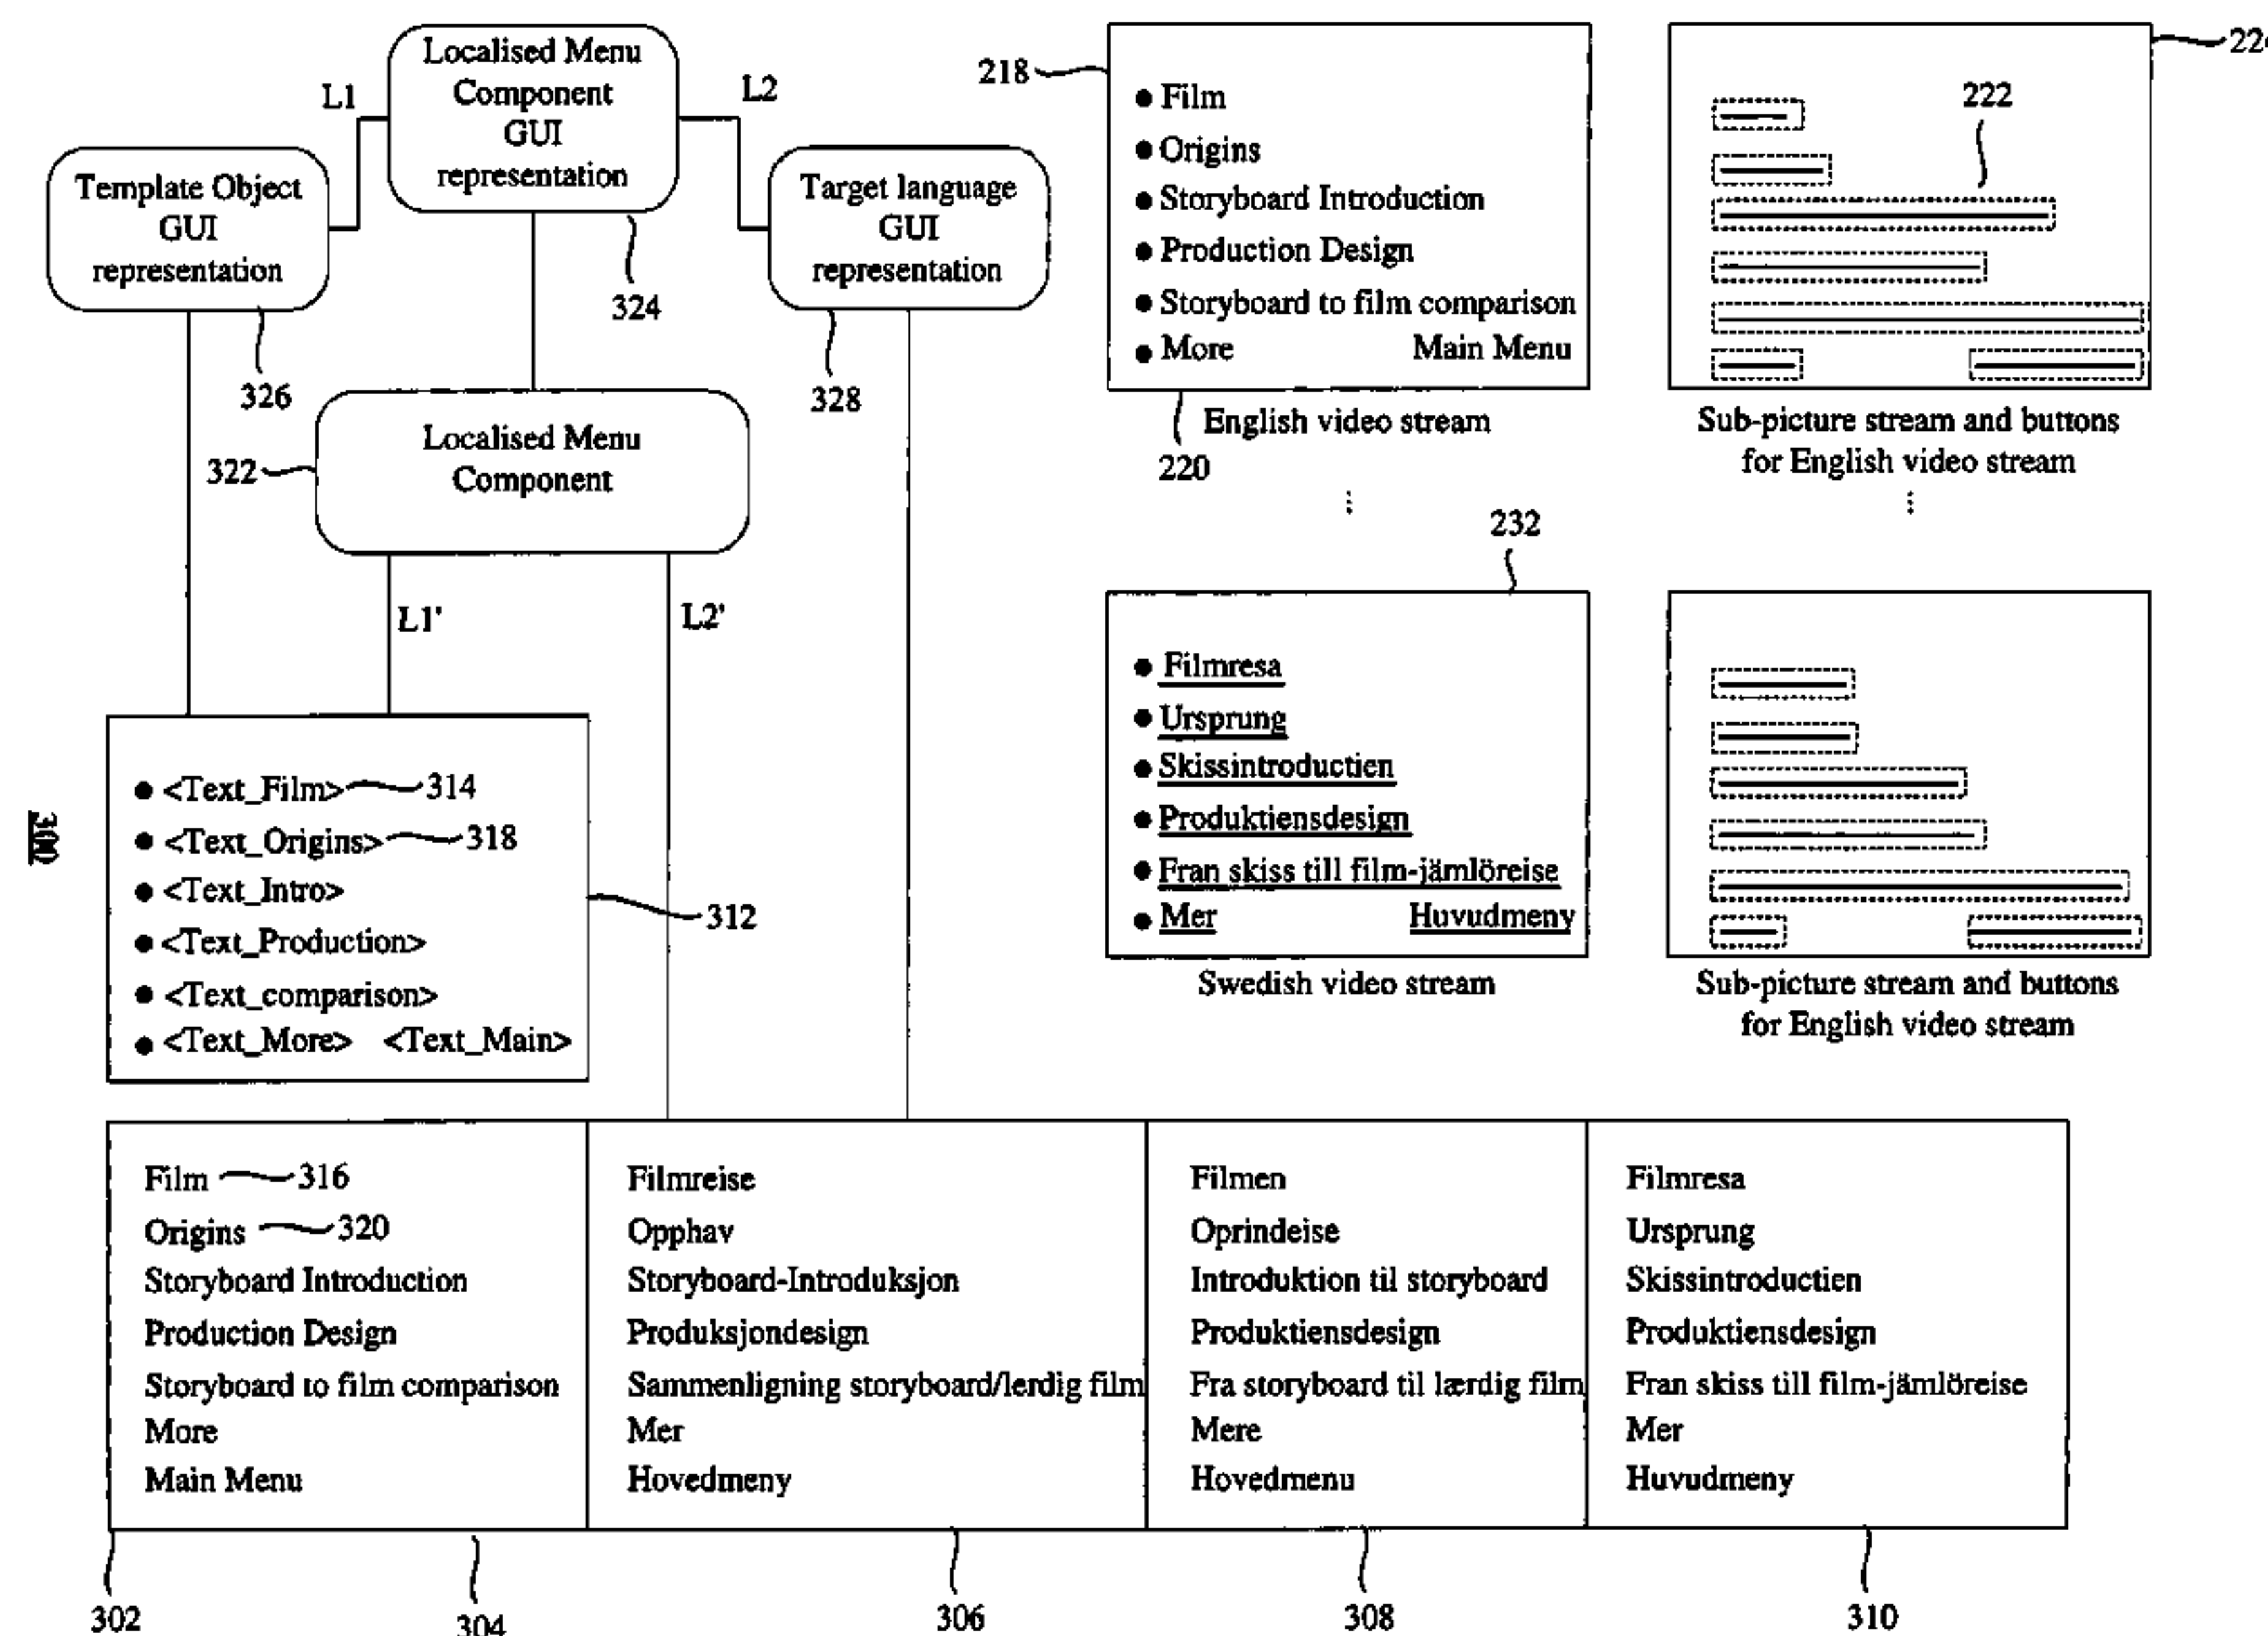 Localised Menu
Component
GUI
representation
L1
L2
Template Object
GUI
representation
Target language
GUI
representation
324
326
328
Localised Menu
Component
322
L1'
L2'
218
● Film
● Origins
● Storyboard Introduction
● Production Design
● Storyboard to film comparison
● More Main Menu
220
English video stream
222
Sub-picture stream and buttons
for English video stream
232
● Filmresa
● Ursprung
● Skissintroductien
● Produktiensdesign
● Fran skiss till film-jämlöreise
● Mer Huvudmeny
Swedish video stream
Sub-picture stream and buttons
for English video stream
300
● <Text_Film> 314
● <Text_Origins> 318
● <Text_Intro>
● <Text_Production>
● <Text_comparison>
● <Text_More> <Text_Main>
312
Film 316
Origins 320
Storyboard Introduction
Production Design
Storyboard to film comparison
More
Main Menu
Filmreise
Opphav
Storyboard-Introduksjon
Produksjondesign
Sammenligning storyboard/lerdig film
Mer
Hovedmeny
Filmen
Oprindeise
Introduktion til storyboard
Produktiensdesign
Fra storyboard til lærdig film
Mere
Hovedmenu
Filmresa
Ursprung
Skissintroductien
Produktiensdesign
Fran skiss till film-jämlöreise
Mer
Huvudmeny
302
304
306
308
310